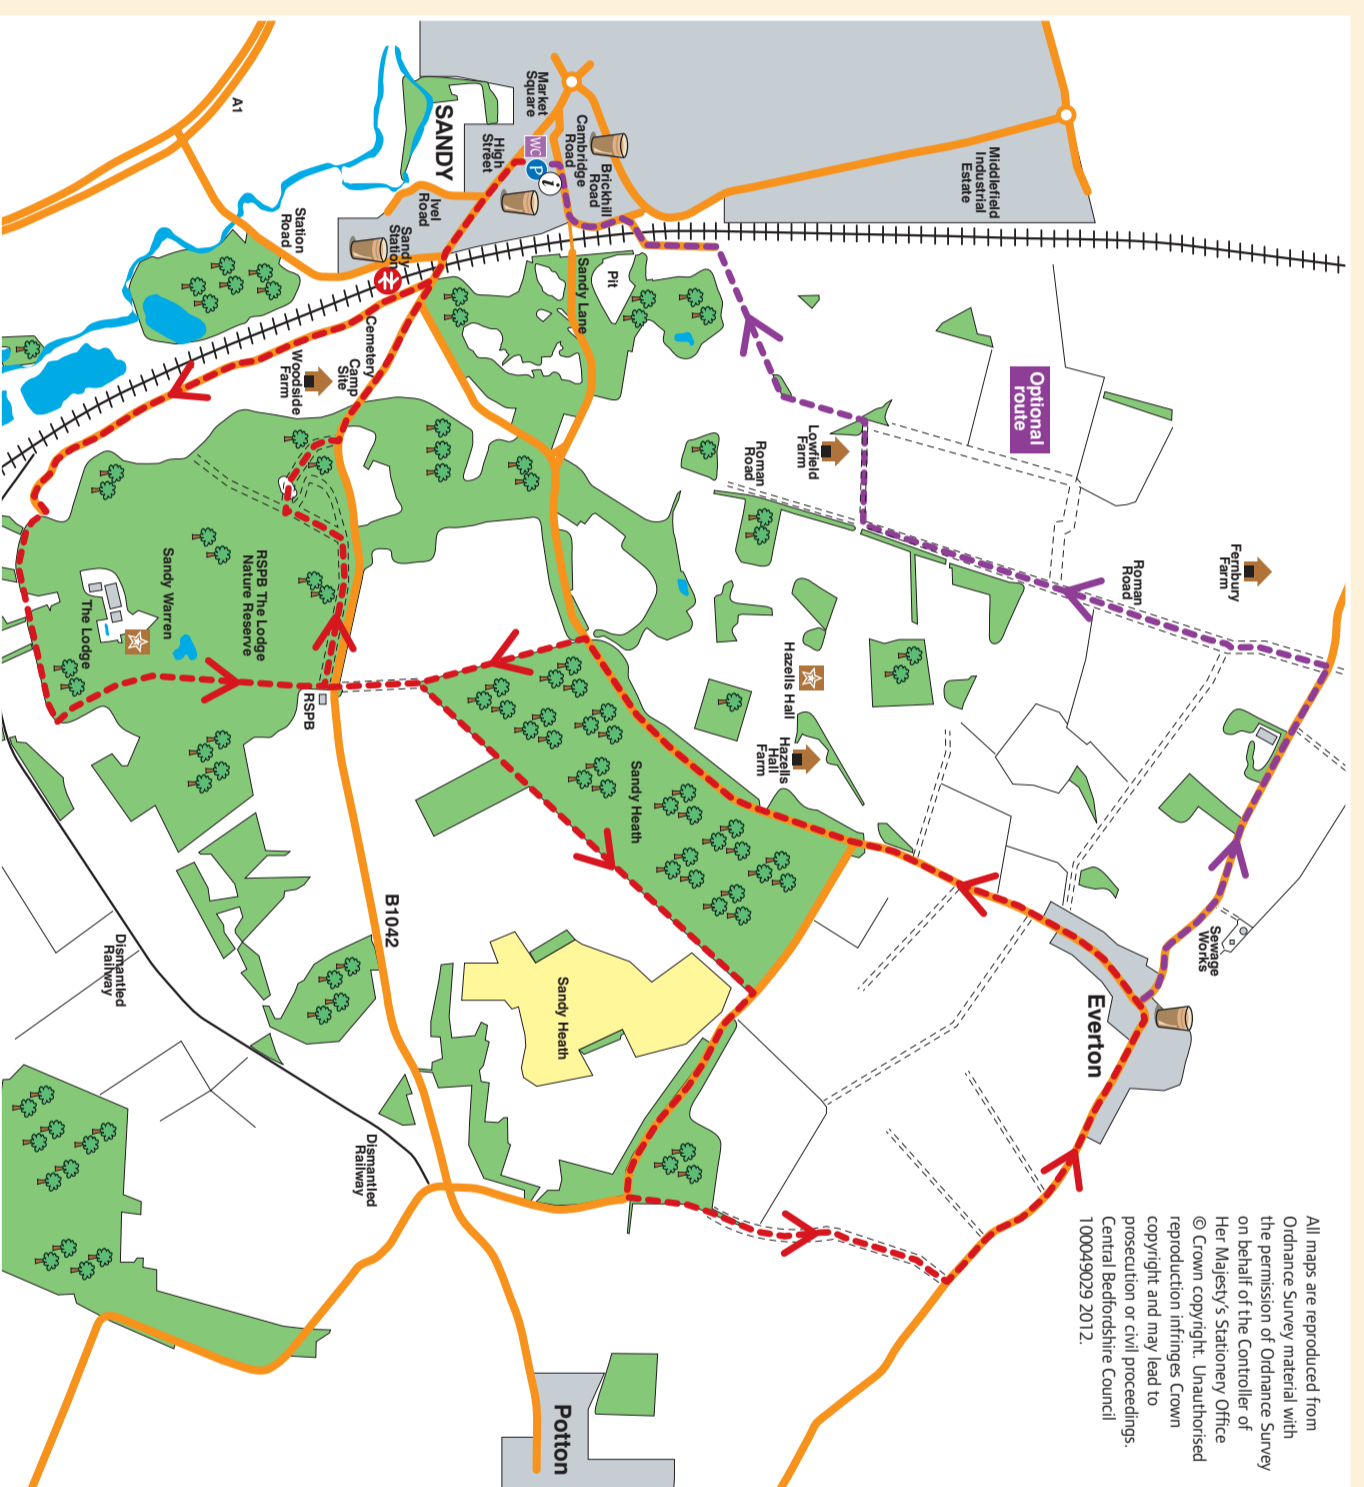 All maps are reproduced from
Ordnance Survey material with
the permission of Ordnance Survey
on behalf of the Controller of
Her Majesty's Stationery Office
© Crown copyright. Unauthorised
reproduction infringes Crown
copyright and may lead to
prosecution or civil proceedings.
Central Bedfordshire Council
100049029 2012.
Fernbury
Farm
Sewage
Works
Roman
Road
Everton
Optional
route
Middlefield
Industrial
Estate
Lowfield
Farm
Hazells Hall
Hazells
Hall
Farm
Roman
Road
Sandy Heath
Pit
Brickhill
Road
Cambridge
Road
Sandy Lane
Sandy Heath
Potton
Market
Square
WC
P
i
High
Street
SANDY
Ivel
Road
Sandy
Station
B1042
Cemetery
Camp
Site
Dismantled
Railway
Station
Road
Woodside
Farm
RSPB
RSPB The Lodge
Nature Reserve
A1
Sandy Warren
Dismantled
Railway
The Lodge